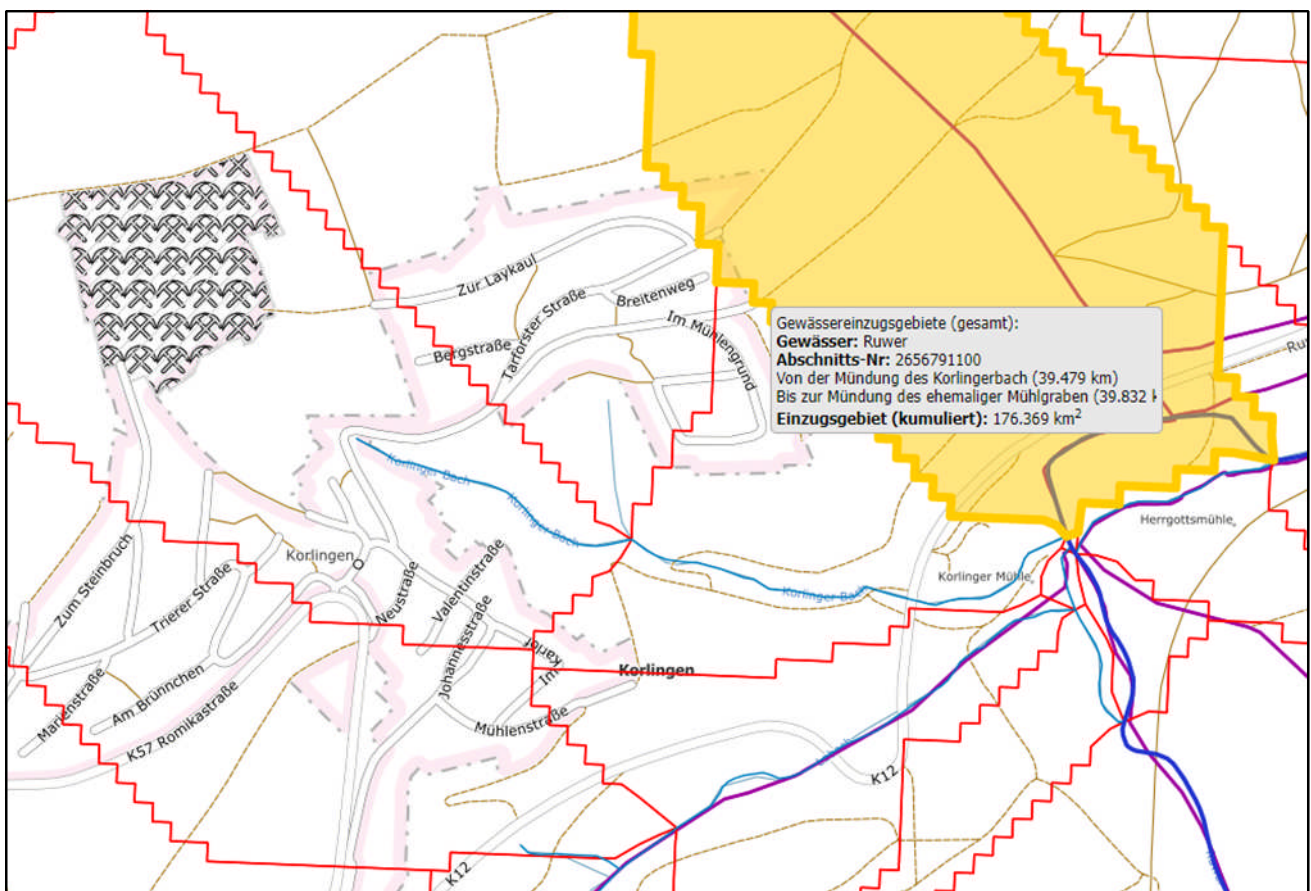 Zur Laykaul
Tarforster Straße
Breitenweg
Im Mühlengrund
Bergstraße
Gewässereinzugsgebiete (gesamt):
Gewässer: Ruwer
Abschnitts-Nr: 2656791100
Von der Mündung des Korlingerbach (39.479 km)
Bis zur Mündung des ehemaliger Mühlgraben (39.832 k
Einzugsgebiet (kumuliert): 176.369 km²
Korlinger Bach
Korlinger Bach
Herrgottsmühle
Korlingen
Korlinger Mühle
Korlinger Bach
Zum Steinbruch
Trierer Straße
Neustraße
Valentinstraße
Johannesstraße
Im
Karlof
Korlingen
Marienstraße
Am Brünnchen
K57 Romikastraße
Mühlenstraße
K12
K12